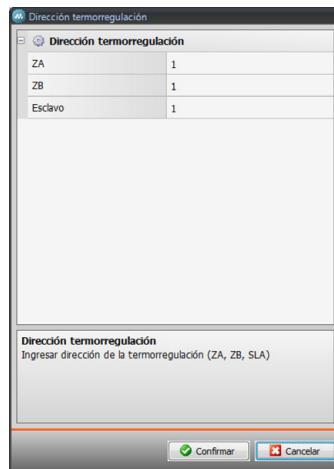 Dirección termorregulación
Dirección termorregulación
ZA 1
ZB 1
Esclavo 1
Dirección termorregulación
Ingresar dirección de la termorregulación (ZA, ZB, SLA)
Confirmar Cancelar